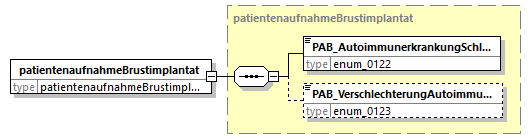 patientenaufnahmeBrustimplantat
PAB_AutoimmunerkrankungSchl...
type enum_0122
patientenaufnahmeBrustimplantat
type patientenaufnahmeBrustimpl...
PAB_VerschlechterungAutoimmu...
type enum_0123